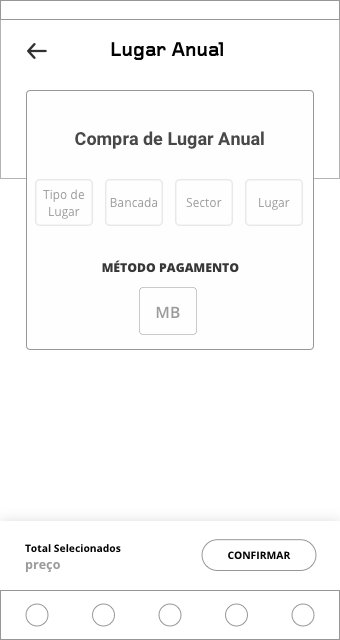 Lugar Anual
Compra de Lugar Anual
Tipo de
Lugar
Bancada
Sector
Lugar
MÉTODO PAGAMENTO
MB
Total Selecionados
preço
CONFIRMAR